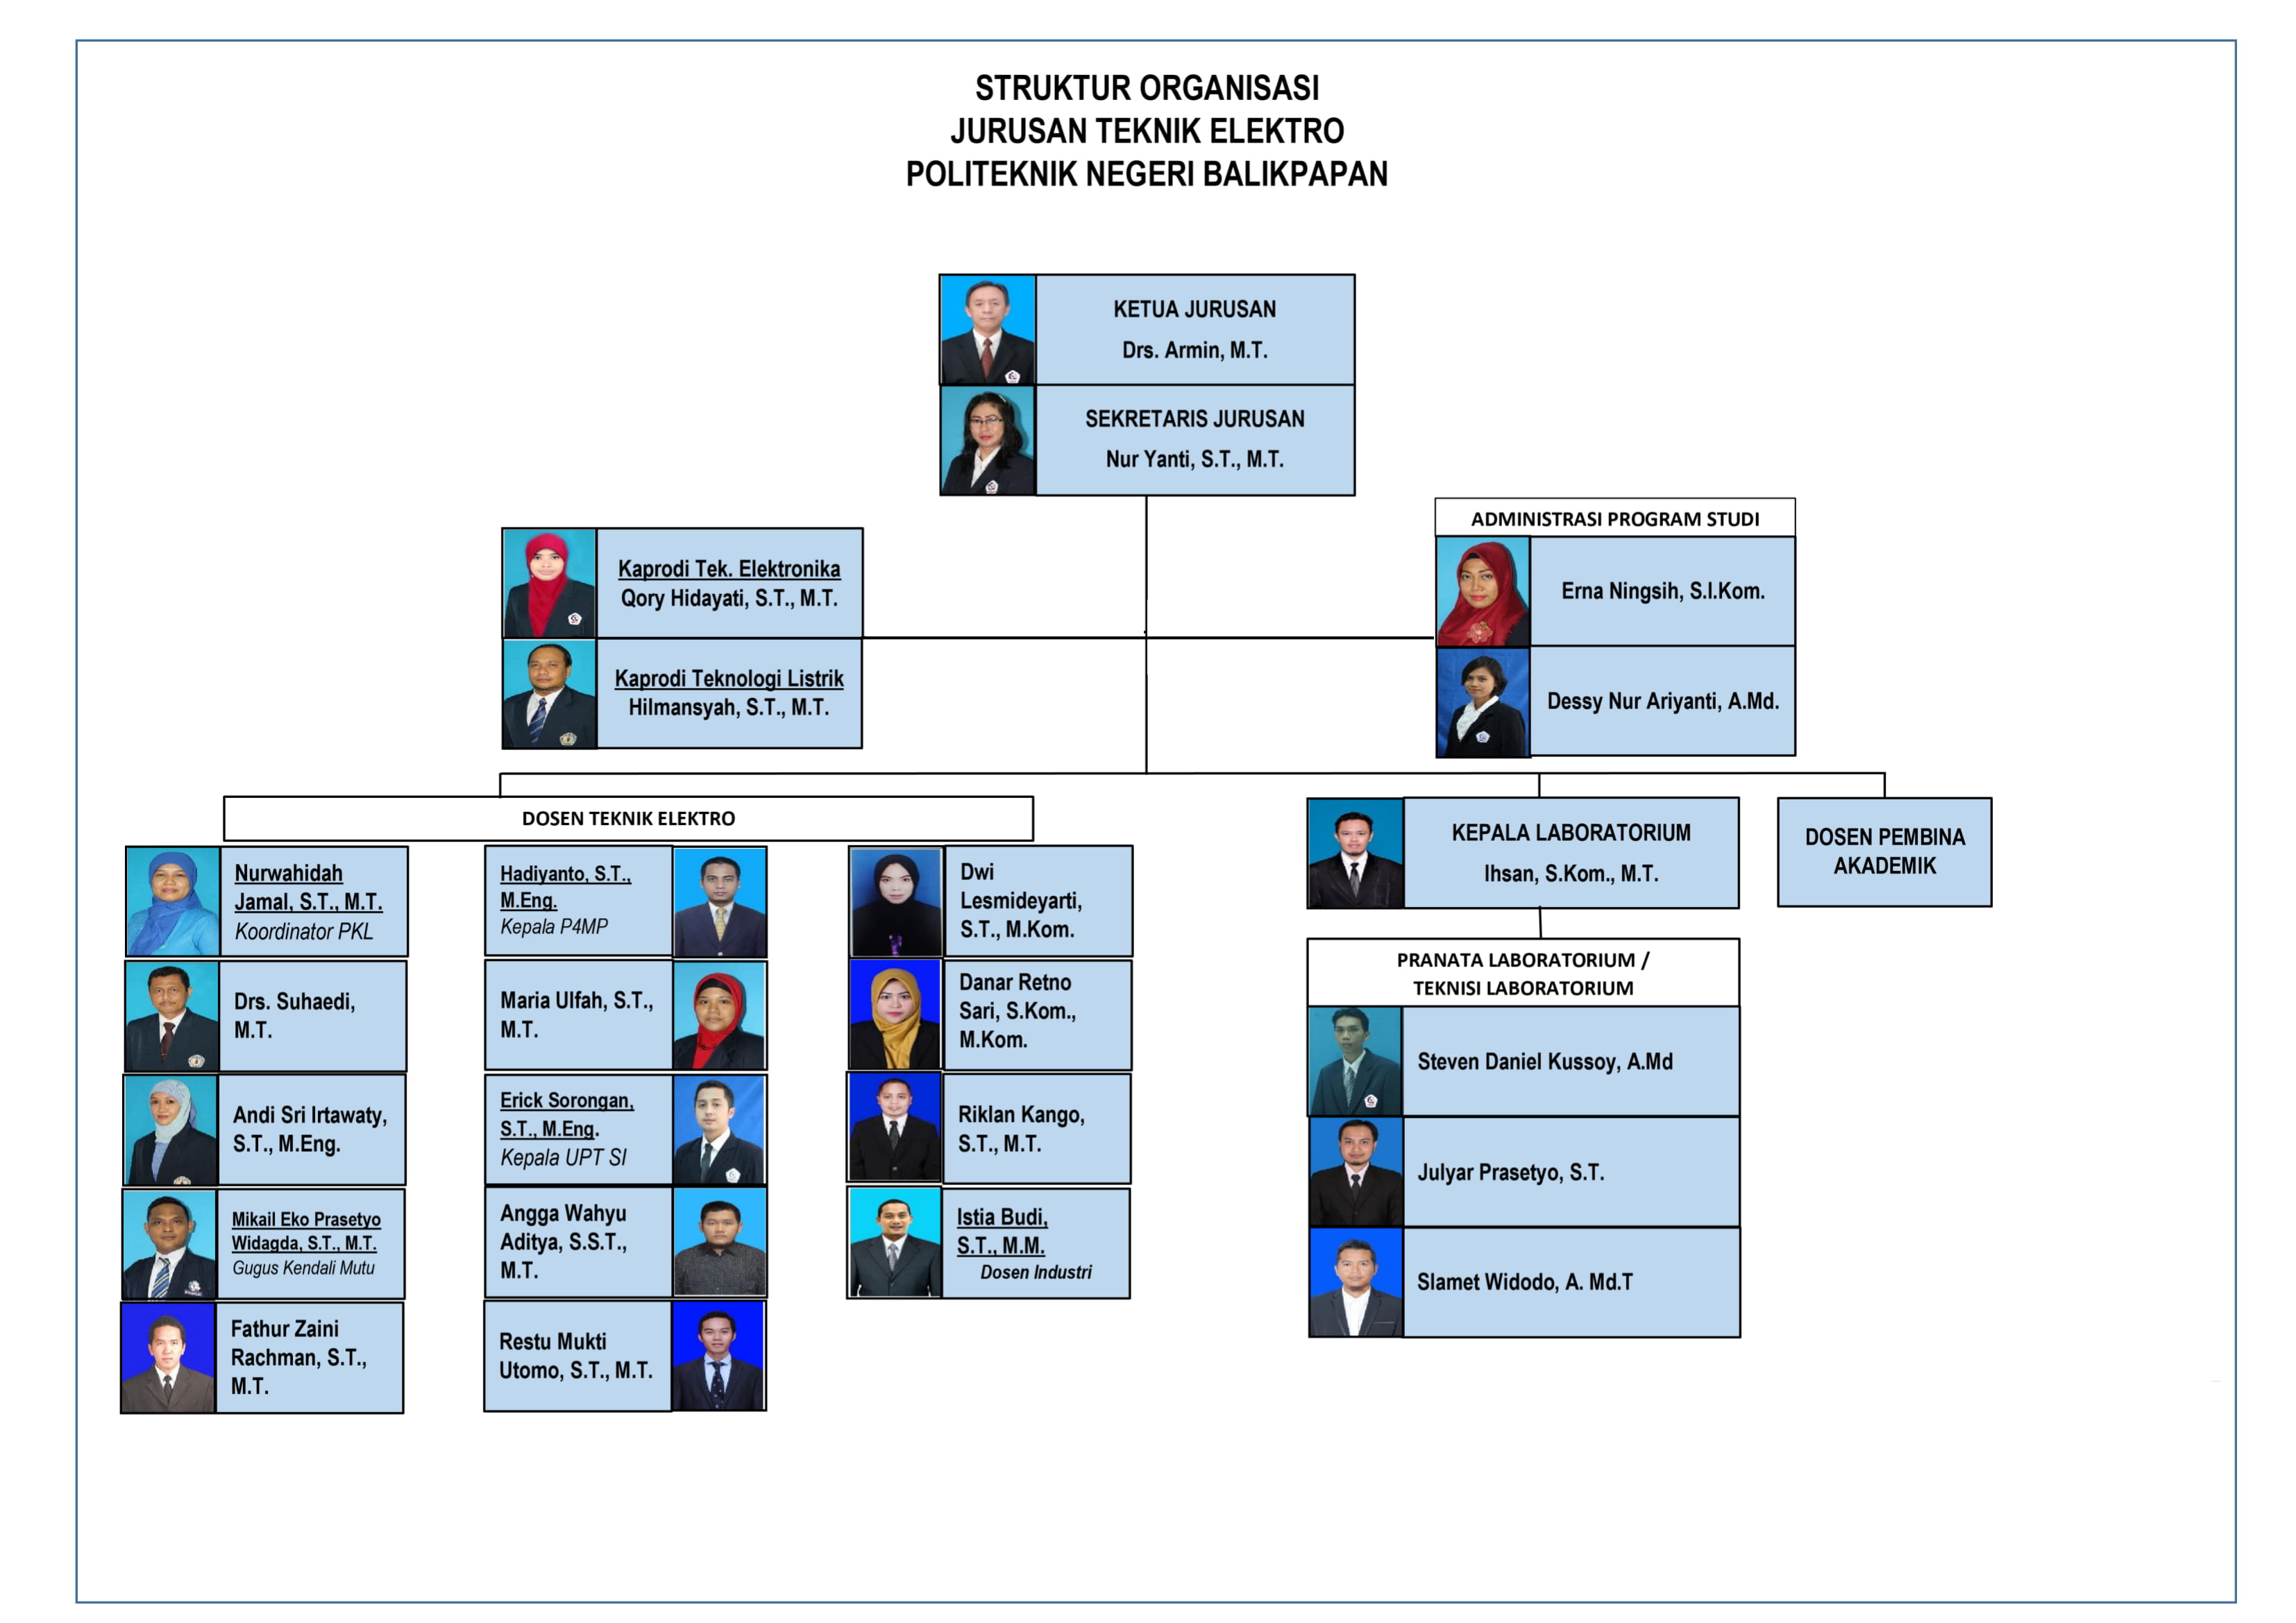 STRUKTUR ORGANISASI
JURUSAN TEKNIK ELEKTRO
POLITEKNIK NEGERI BALIKPAPAN
KETUA JURUSAN
Drs. Armin, M.T.
SEKRETARIS JURUSAN
Nur Yanti, S.T., M.T.
Kaprodi Tek. Elektronika
Qory Hidayati, S.T., M.T.
Kaprodi Teknologi Listrik
Hilmansyah, S.T., M.T.
ADMINISTRASI PROGRAM STUDI
Erna Ningsih, S.I.Kom.
Dessy Nur Ariyanti, A.Md.
DOSEN TEKNIK ELEKTRO
Nurwahidah
Jamal, S.T., M.T.
Koordinator PKL
Drs. Suhaedi,
M.T.
Andi Sri Irtawaty,
S.T., M.Eng.
Mikail Eko Prasetyo
Widagda, S.T., M.T.
Gugus Kendali Mutu
Fathur Zaini
Rachman, S.T.,
M.T.
Hadiyanto, S.T.,
M.Eng.
Kepala P4MP
Maria Ulfah, S.T.,
M.T.
Erick Sorongan,
S.T., M.Eng.
Kepala UPT SI
Angga Wahyu
Aditya, S.S.T.,
M.T.
Restu Mukti
Utomo, S.T., M.T.
Dwi
Lesmideyarti,
S.T., M.Kom.
Danar Retno
Sari, S.Kom.,
M.Kom.
Riklan Kango,
S.T., M.T.
Istia Budi,
S.T., M.M.
Dosen Industri
KEPALA LABORATORIUM
Ihsan, S.Kom., M.T.
PRANATA LABORATORIUM /
TEKNISI LABORATORIUM
Steven Daniel Kussoy, A.Md
Julyar Prasetyo, S.T.
Slamet Widodo, A. Md.T
DOSEN PEMBINA
AKADEMIK